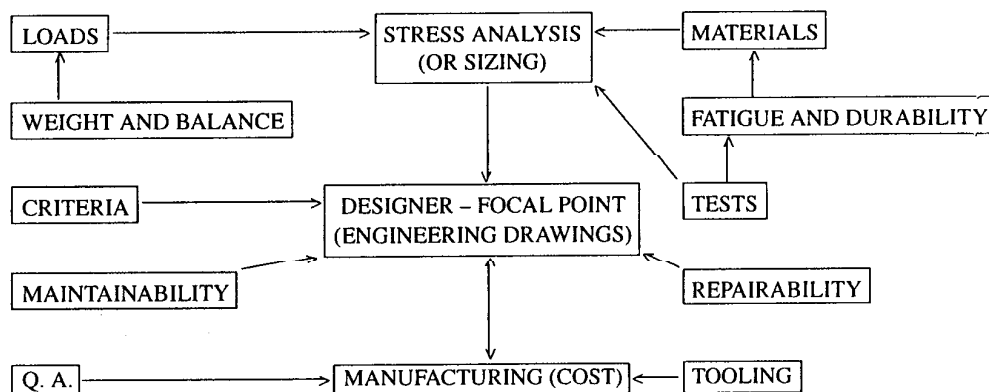 LOADS
STRESS ANALYSIS
(OR SIZING)
MATERIALS
WEIGHT AND BALANCE
FATIGUE AND DURABILITY
CRITERIA
DESIGNER – FOCAL POINT
(ENGINEERING DRAWINGS)
TESTS
MAINTAINABILITY
REPAIRABILITY
Q. A.
MANUFACTURING (COST)
TOOLING